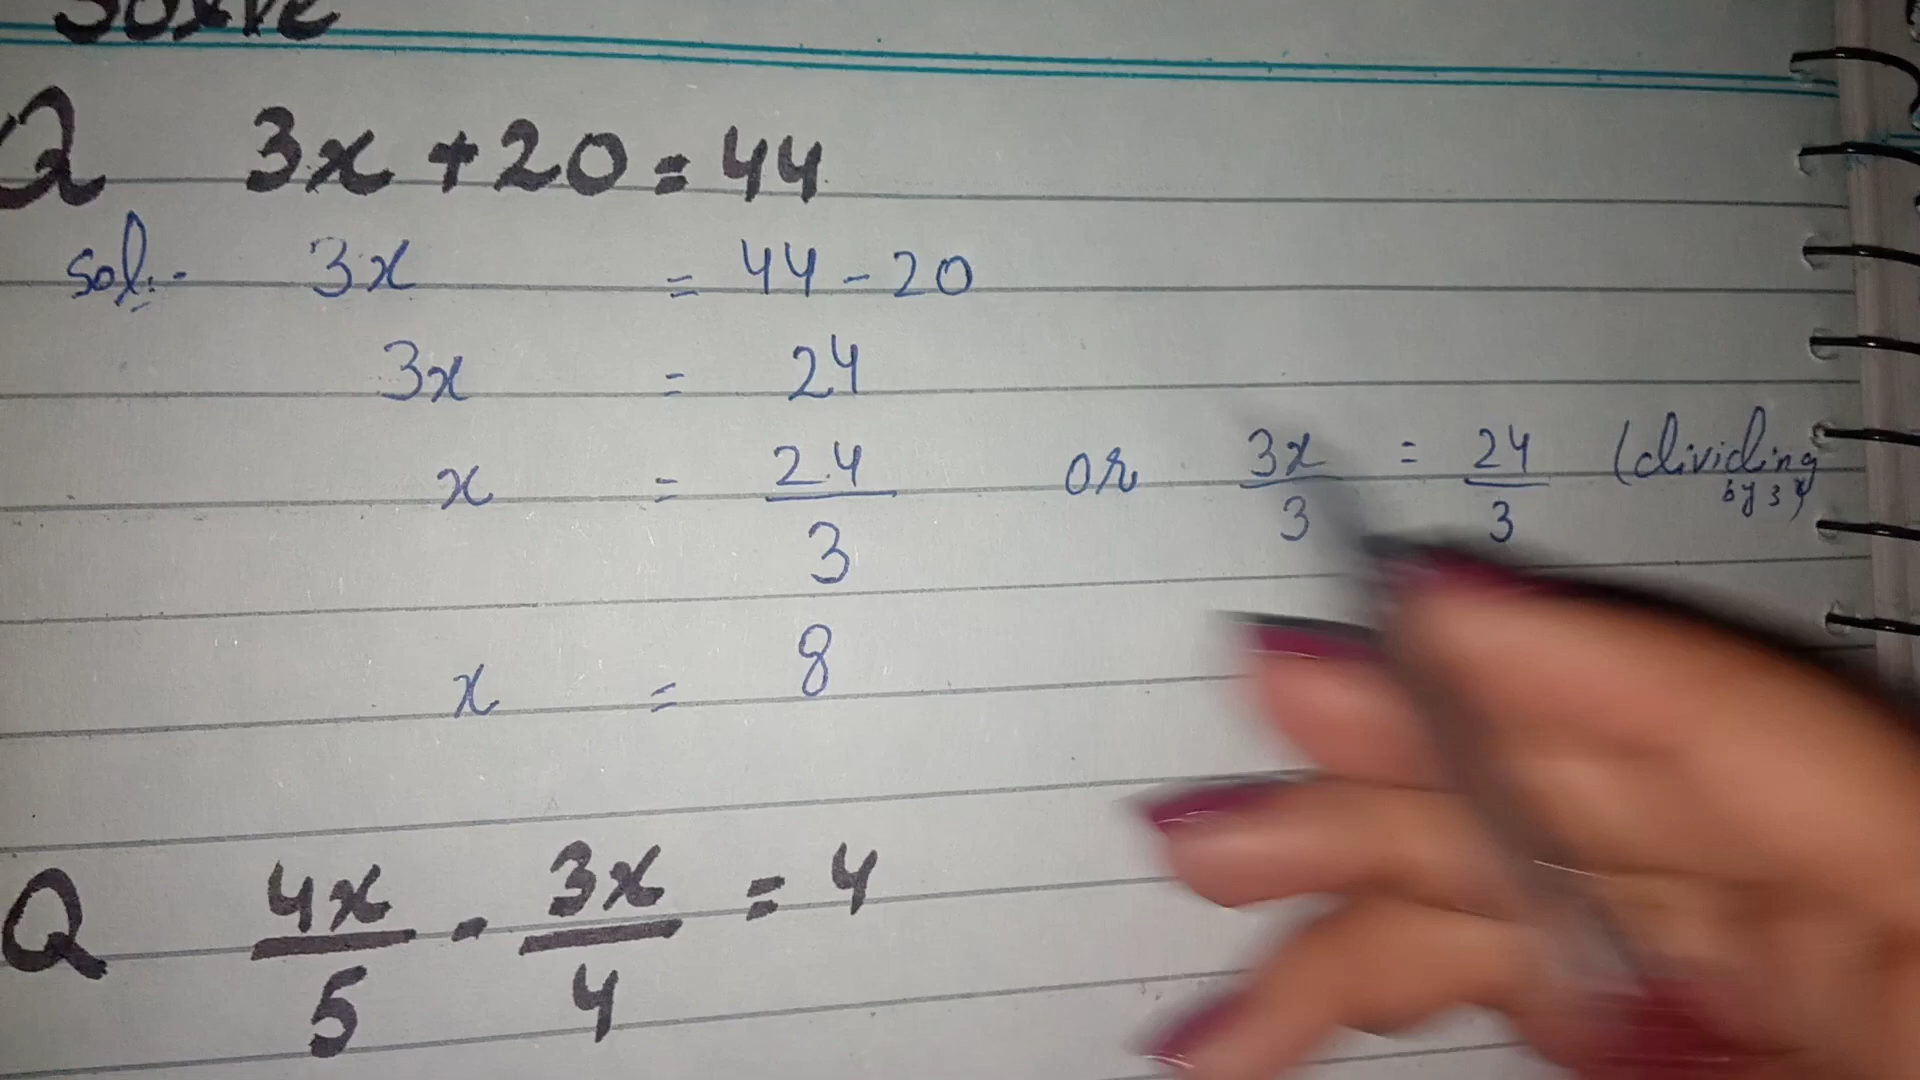 Solve
Q 3x + 20 = 44
Sol:- 3x = 44 - 20
3x = 24
x = 24/3 or 3x/3 = 24/3 (dividing by 3)
x = 8
Q 4x/5 - 3x/4 = 4